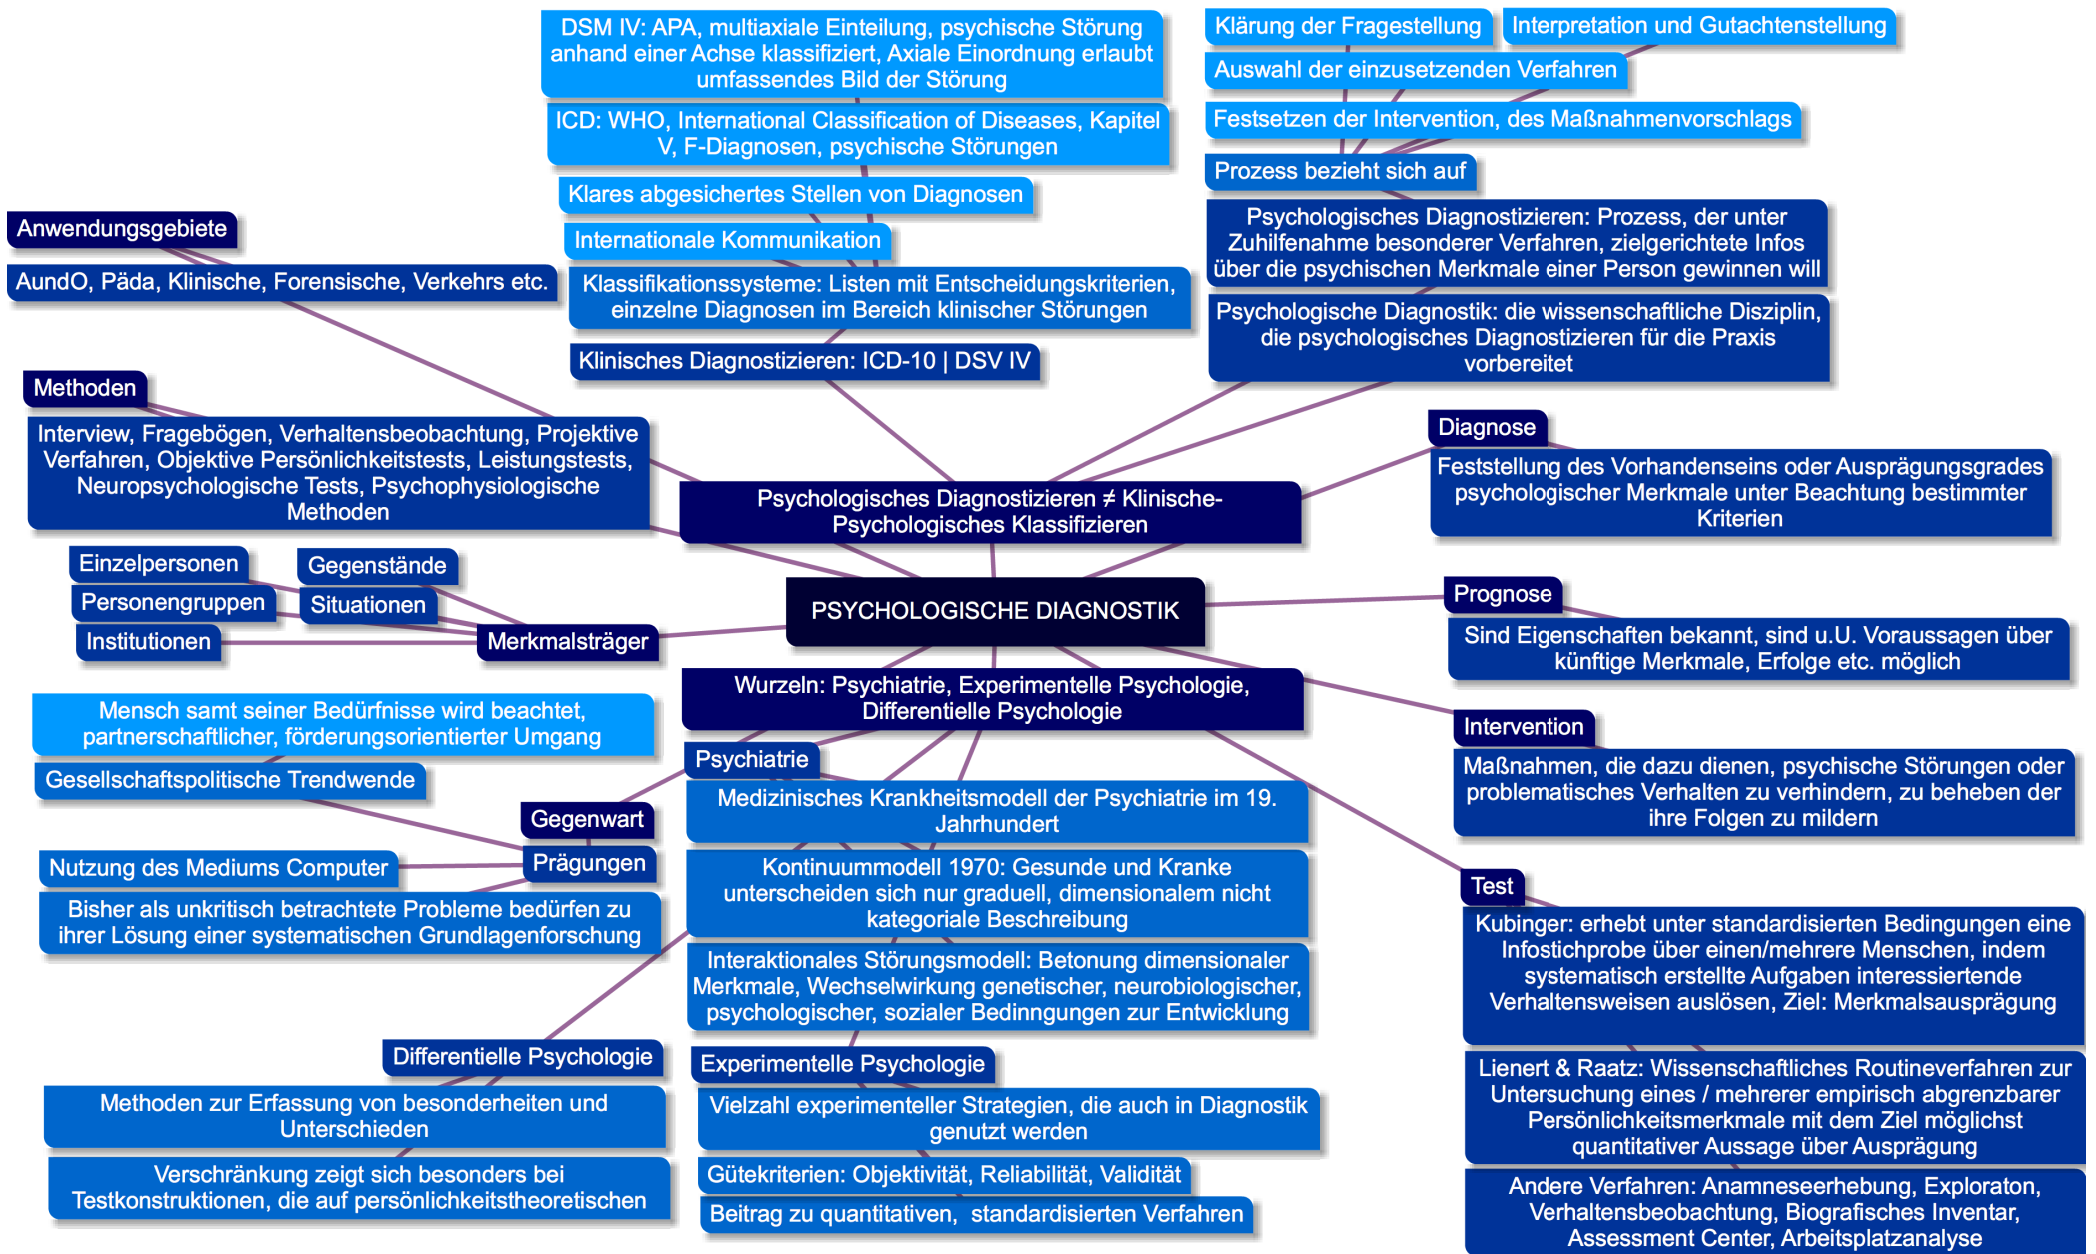 DSM IV: APA, multiaxiale Einteilung, psychische Störung
anhand einer Achse klassifiziert, Axiale Einordnung erlaubt
umfassendes Bild der Störung
ICD: WHO, International Classification of Diseases, Kapitel
V, F-Diagnosen, psychische Störungen
Klares abgesichertes Stellen von Diagnosen
Internationale Kommunikation
Klassifikationssysteme: Listen mit Entscheidungskriterien,
einzelne Diagnosen im Bereich klinischer Störungen
Klinisches Diagnostizieren: ICD-10 | DSV IV
Klärung der Fragestellung
Interpretation und Gutachtenstellung
Auswahl der einzusetzenden Verfahren
Festsetzen der Intervention, des Maßnahmenvorschlags
Prozess bezieht sich auf
Psychologisches Diagnostizieren: Prozess, der unter
Zuhilfenahme besonderer Verfahren, zielgerichtete Infos
über die psychischen Merkmale einer Person gewinnen will
Psychologische Diagnostik: die wissenschaftliche Disziplin,
die psychologisches Diagnostizieren für die Praxis
vorbereitet
Anwendungsgebiete
AundO, Päda, Klinische, Forensische, Verkehrs etc.
Methoden
Interview, Fragebögen, Verhaltensbeobachtung, Projektive
Verfahren, Objektive Persönlichkeitstests, Leistungstests,
Neuropsychologische Tests, Psychophysiologische
Methoden
Psychologisches Diagnostizieren ≠ Klinische-
Psychologisches Klassifizieren
Diagnose
Feststellung des Vorhandenseins oder Ausprägungsgrades
psychologischer Merkmale unter Beachtung bestimmter
Kriterien
Einzelpersonen
Gegenstände
Personengruppen
Situationen
Institutionen
Merkmalsträger
PSYCHOLOGISCHE DIAGNOSTIK
Prognose
Sind Eigenschaften bekannt, sind u.U. Voraussagen über
künftige Merkmale, Erfolge etc. möglich
Wurzeln: Psychiatrie, Experimentelle Psychologie,
Differentielle Psychologie
Intervention
Maßnahmen, die dazu dienen, psychische Störungen oder
problematisches Verhalten zu verhindern, zu beheben der
ihre Folgen zu mildern
Mensch samt seiner Bedürfnisse wird beachtet,
partnerschaftlicher, förderungsorientierter Umgang
Gesellschaftspolitische Trendwende
Gegenwart
Prägungen
Nutzung des Mediums Computer
Bisher als unkritisch betrachtete Probleme bedürfen zu
ihrer Lösung einer systematischen Grundlagenforschung
Psychiatrie
Medizinisches Krankheitsmodell der Psychiatrie im 19.
Jahrhundert
Kontinuummodell 1970: Gesunde und Kranke
unterscheiden sich nur graduell, dimensionalem nicht
kategoriale Beschreibung
Interaktionales Störungsmodell: Betonung dimensionaler
Merkmale, Wechselwirkung genetischer, neurobiologischer,
psychologischer, sozialer Bedinngungen zur Entwicklung
Test
Kubinger: erhebt unter standardisierten Bedingungen eine
Infostichprobe über einen/mehrere Menschen, indem
systematisch erstellte Aufgaben interessiertende
Verhaltensweisen auslösen, Ziel: Merkmalsausprägung
Lienert & Raatz: Wissenschaftliches Routineverfahren zur
Untersuchung eines / mehrerer empirisch abgrenzbarer
Persönlichkeitsmerkmale mit dem Ziel möglichst
quantitativer Aussage über Ausprägung
Andere Verfahren: Anamneseerhebung, Exploraton,
Verhaltensbeobachtung, Biografisches Inventar,
Assessment Center, Arbeitsplatzanalyse
Differentielle Psychologie
Methoden zur Erfassung von besonderheiten und
Unterschieden
Verschränkung zeigt sich besonders bei
Testkonstruktionen, die auf persönlichkeitstheoretischen
Experimentelle Psychologie
Vielzahl experimenteller Strategien, die auch in Diagnostik
genutzt werden
Gütekriterien: Objektivität, Reliabilität, Validität
Beitrag zu quantitativen, standardisierten Verfahren